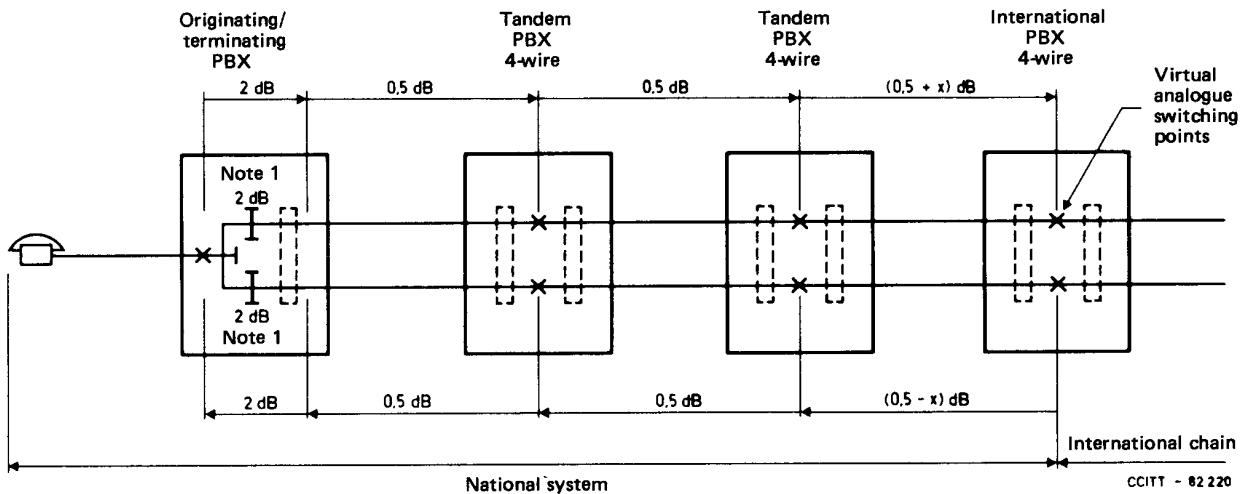 Originating/
terminating
PBX
Tandem
PBX
4-wire
Tandem
PBX
4-wire
International
PBX
4-wire
Virtual
analogue
switching
points
2 dB
0,5 dB
0,5 dB
(0,5 + x) dB
Note 1
2 dB
2 dB
Note 1
2 dB
0,5 dB
0,5 dB
(0,5 - x) dB
National system
International chain
CCITT - 82 220